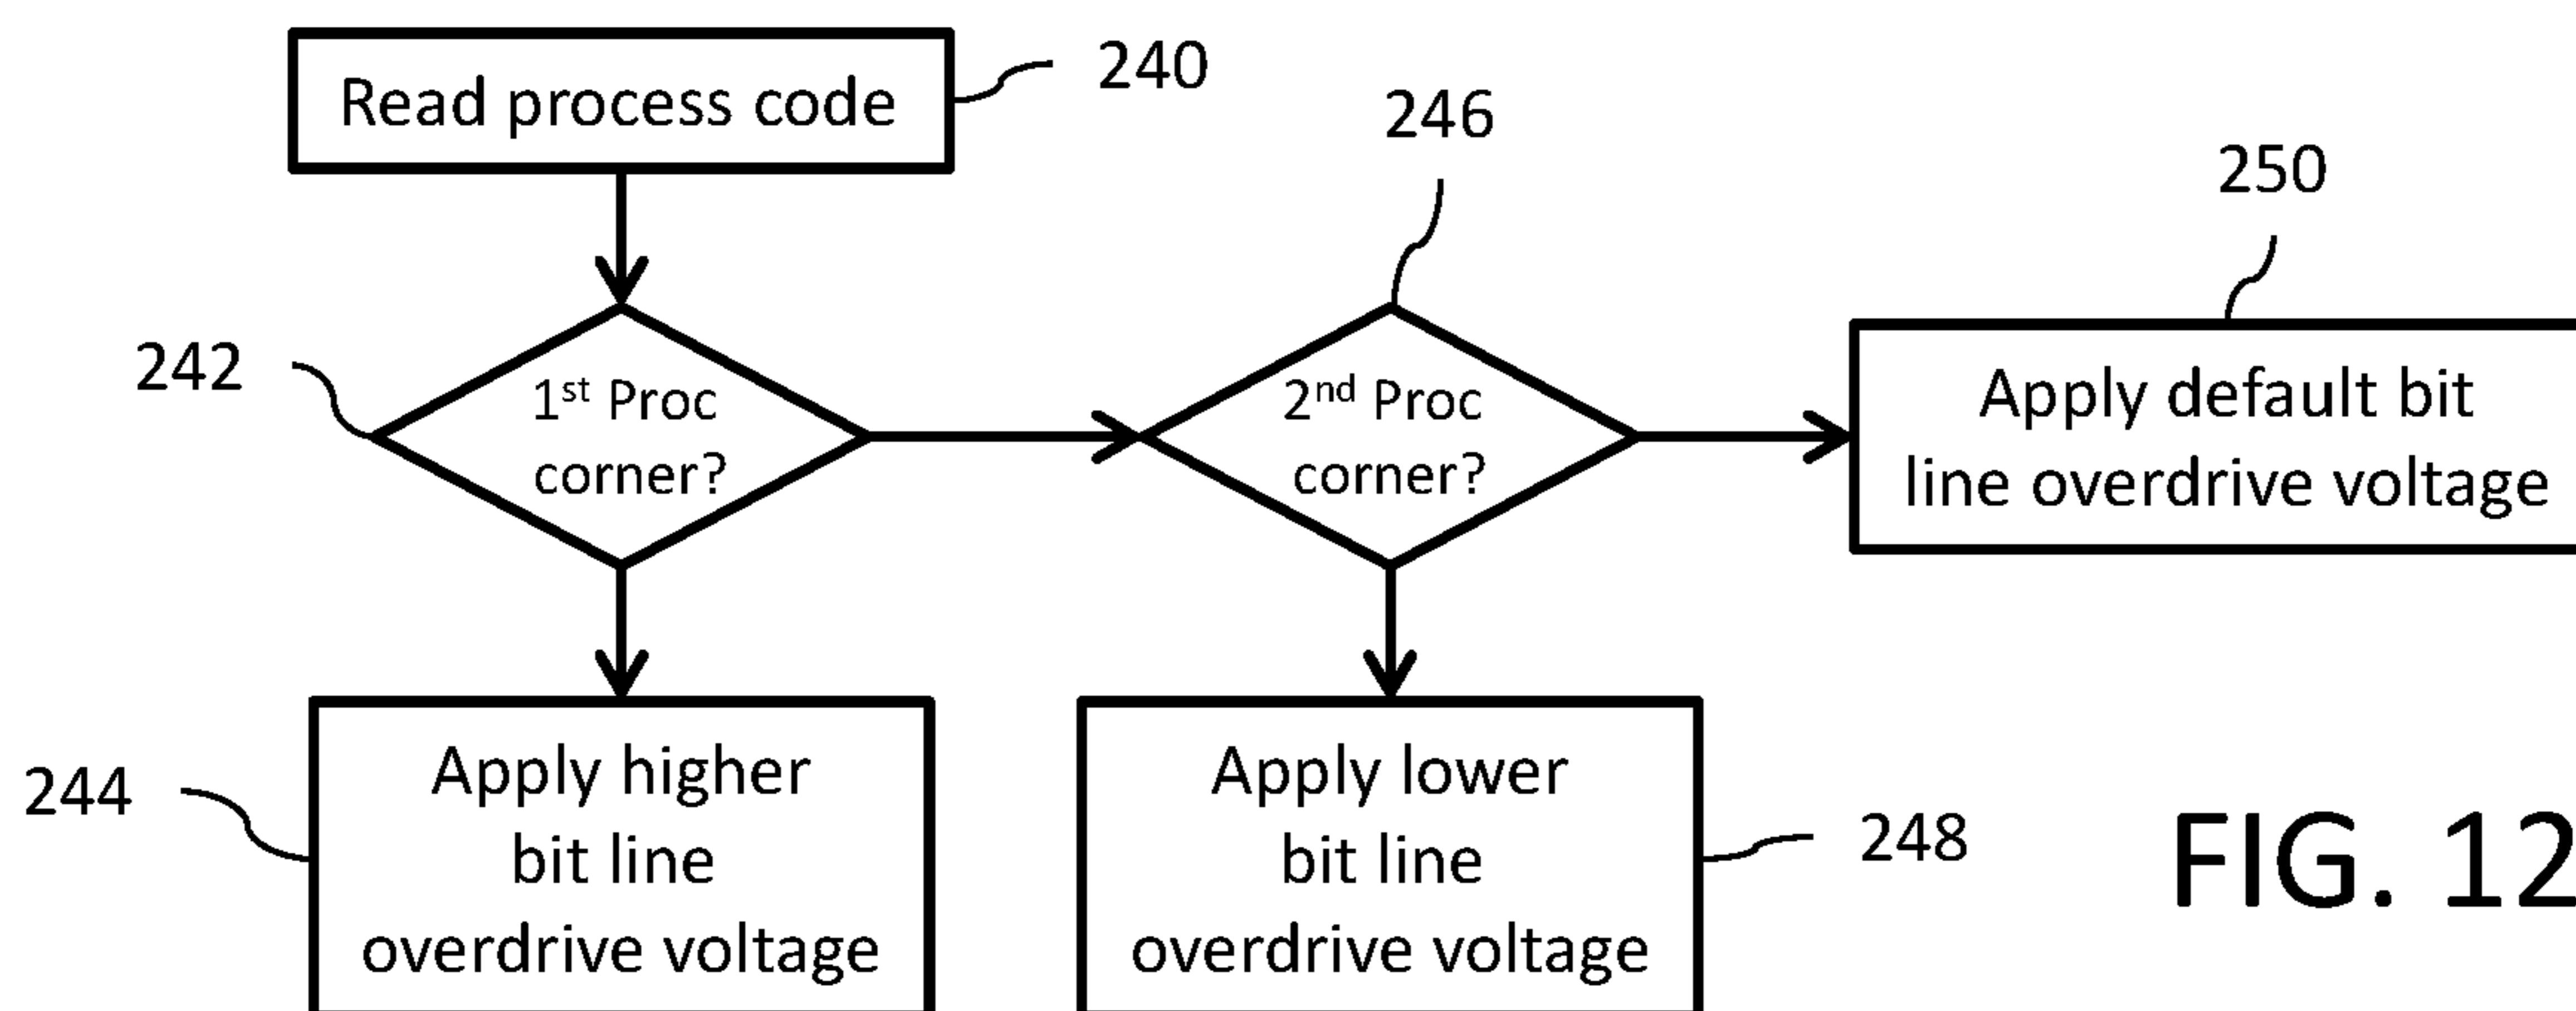 Read process code
240
246
250
242
1st Proc
corner?
2nd Proc
corner?
Apply default bit
line overdrive voltage
244
Apply higher
bit line
overdrive voltage
Apply lower
bit line
overdrive voltage
248
FIG. 12